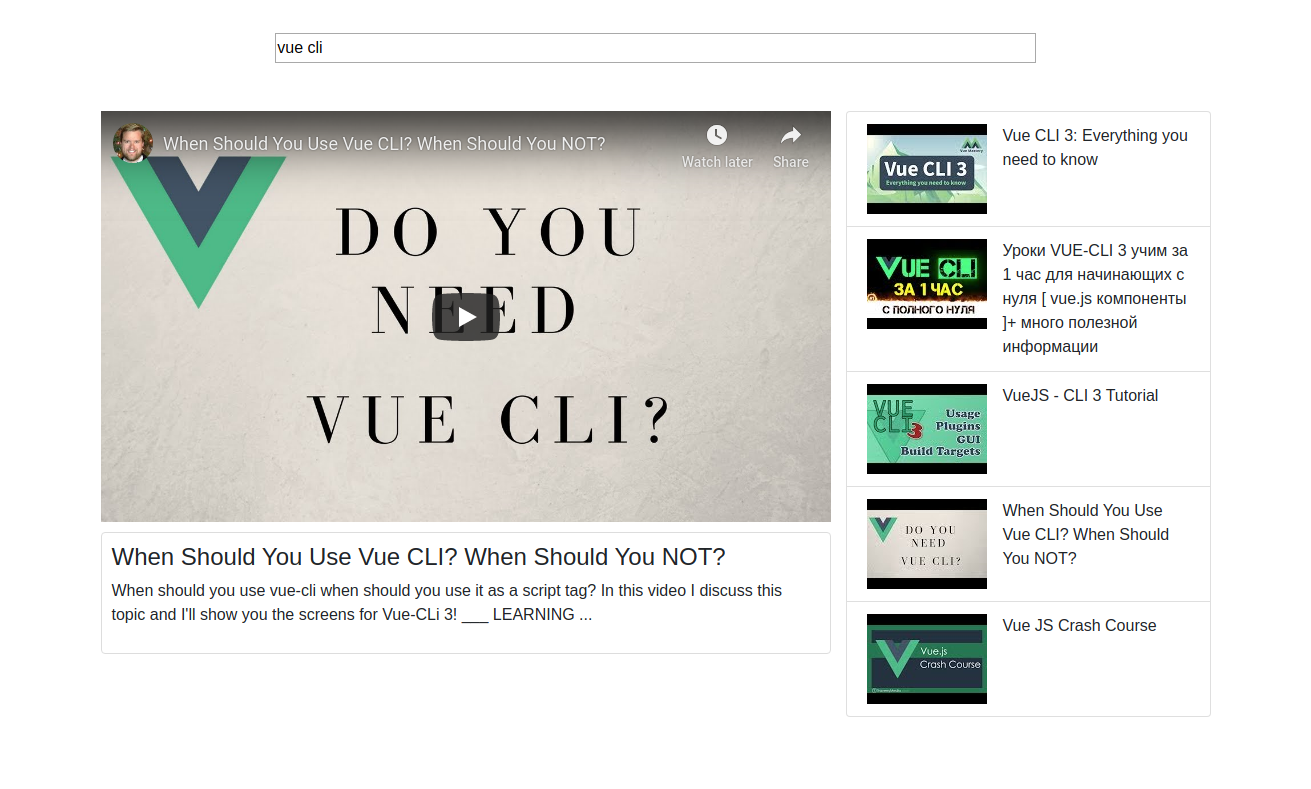 vue cli
When Should You Use Vue CLI? When Should You NOT?
Watch later
Share
DO YOU
NEED
VUE CLI?
When Should You Use Vue CLI? When Should You NOT?
When should you use vue-cli when should you use it as a script tag? In this video I discuss this
topic and I'll show you the screens for Vue-CLi 3! ___ LEARNING ...
Vue Mastery
Vue CLI 3
Everything you need to know
Vue CLI 3: Everything you
need to know
VUE CLI
ЗА 1 ЧАС
С ПОЛНОГО НУЛЯ
Уроки VUE-CLI 3 учим за
1 час для начинающих с
нуля [ vue.js компоненты
]+ много полезной
информации
VUE
CLI 3
Usage
Plugins
GUI
Build Targets
VueJS - CLI 3 Tutorial
DO YOU
NEED
VUE CLI?
When Should You Use
Vue CLI? When Should
You NOT?
Vue.js
Crash Course
Vue JS Crash Course